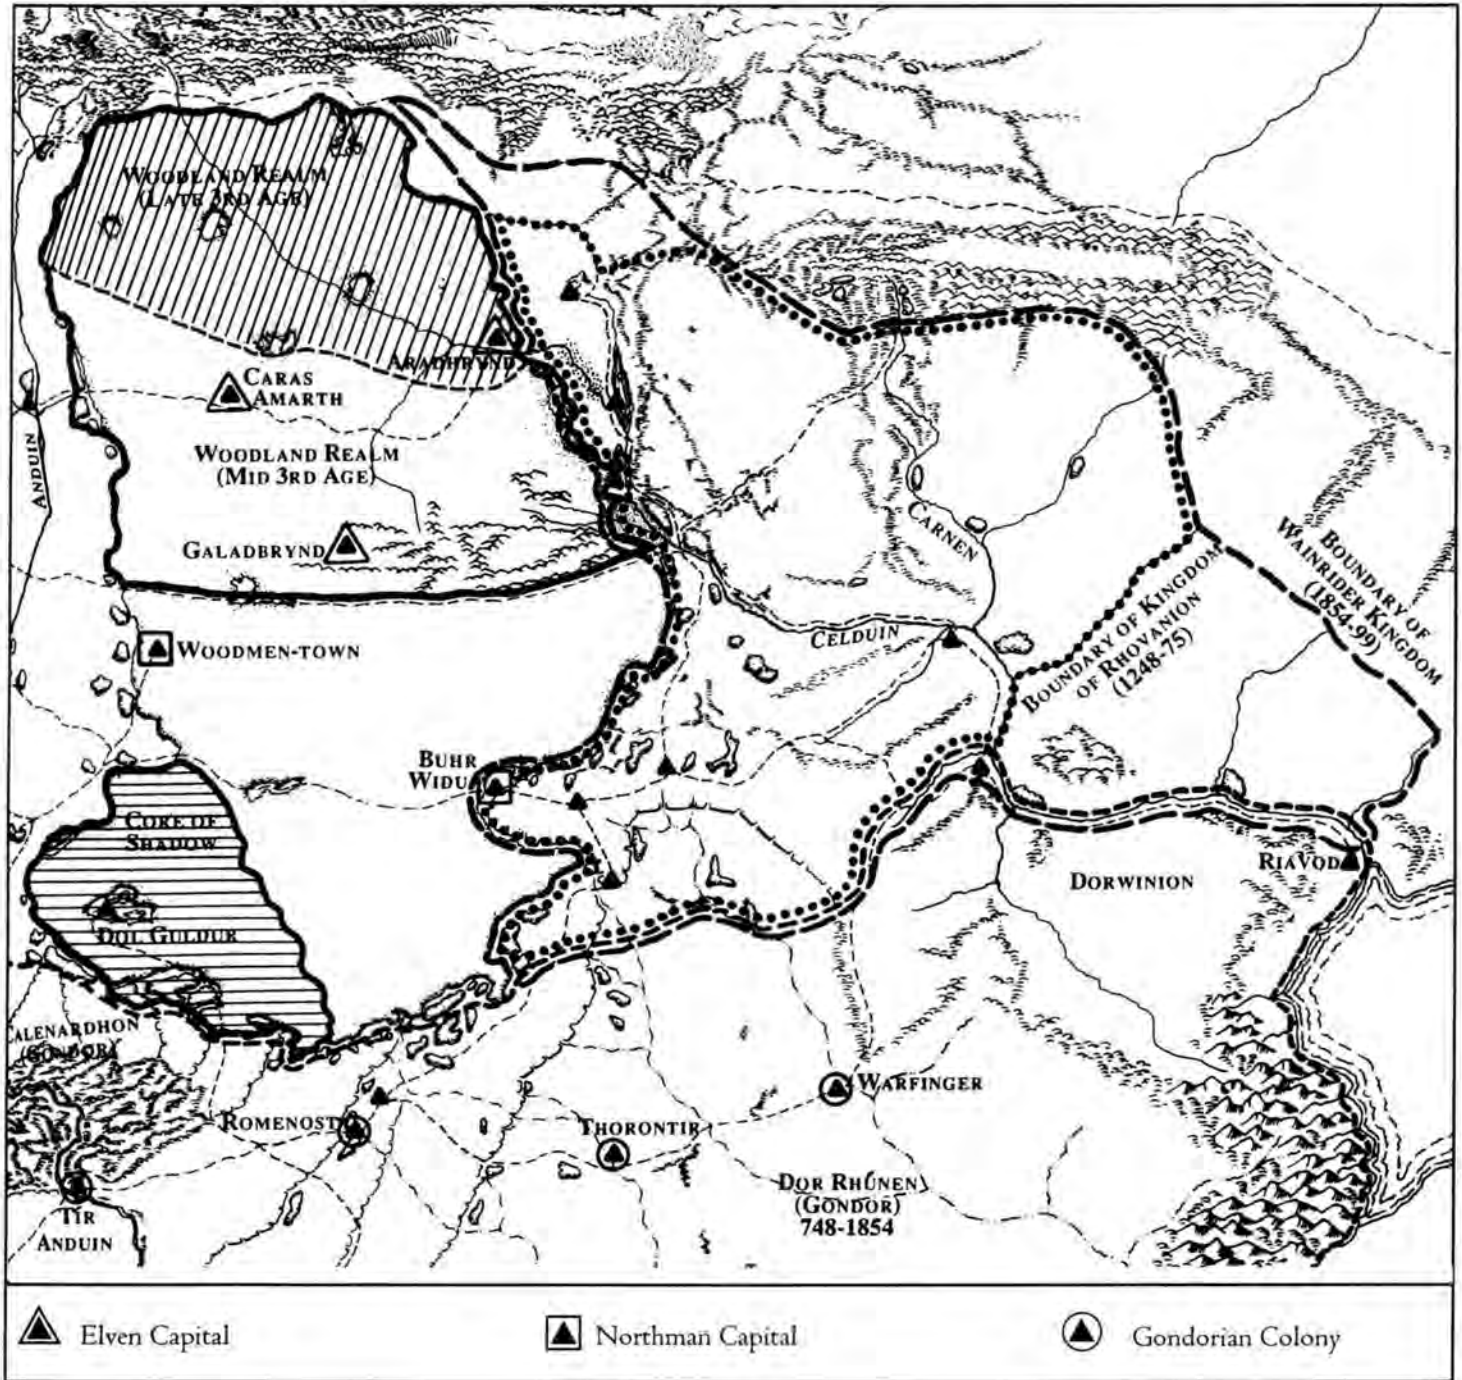 WOODLAND REALM
(LATE 3RD AGE)
ARADHRYND
CARAS
AMARTH
ANDUIN
WOODLAND REALM
(MID 3RD AGE)
GALADBRYND
CARNEN
BOUNDARY OF
WAINRIDER KINGDOM
(1854-99)
BOUNDARY OF KINGDOM
OF RHOVANION
(1248-75)
CELDUIN
WOODMEN-TOWN
BUHR
WIDU
CORE OF
SHADOW
DOL GULDUR
RIAVOD
DORWINION
ALENARDHON
(GONDOR)
ROMENOST
THORONTIR
WARFINGER
DOR RHÚNEN
(GONDOR)
748-1854
TIR
ANDUIN
Elven Capital
Northman Capital
Gondorian Colony